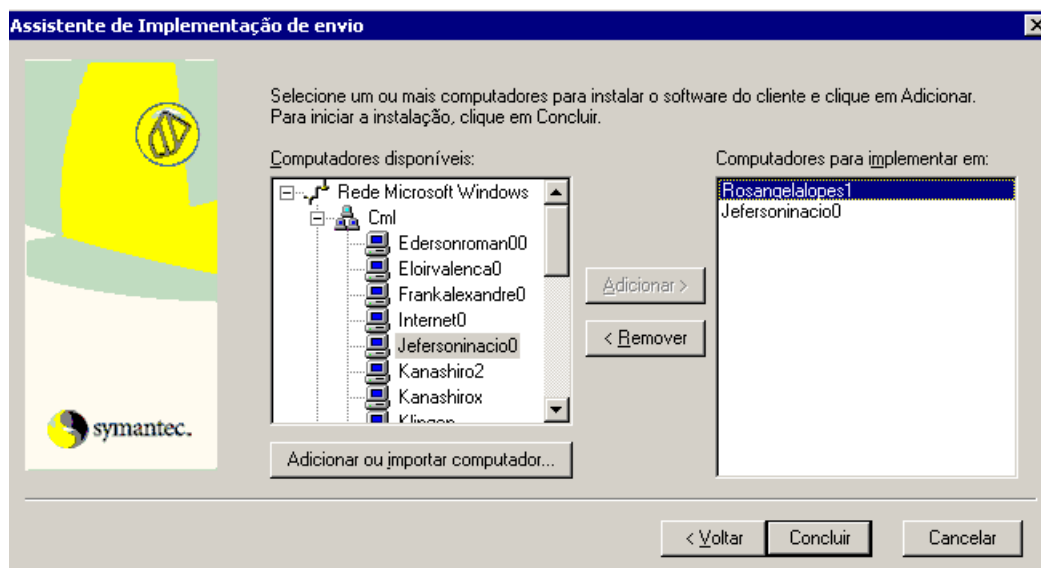 Assistente de Implementação de envio
Selecione um ou mais computadores para instalar o software do cliente e clique em Adicionar.
Para iniciar a instalação, clique em Concluir.
Computadores disponíveis:
Computadores para implementar em:
Rede Microsoft Windows
Cml
Edersonroman00
Eloirvalenca0
Frankalexandre0
Internet0
Jefersoninacio0
Kanashiro2
Kanashirox
Klingon
Adicionar >
< Remover
Rosangelalopes1
Jefersoninacio0
symantec.
Adicionar ou importar computador...
< Voltar
Concluir
Cancelar